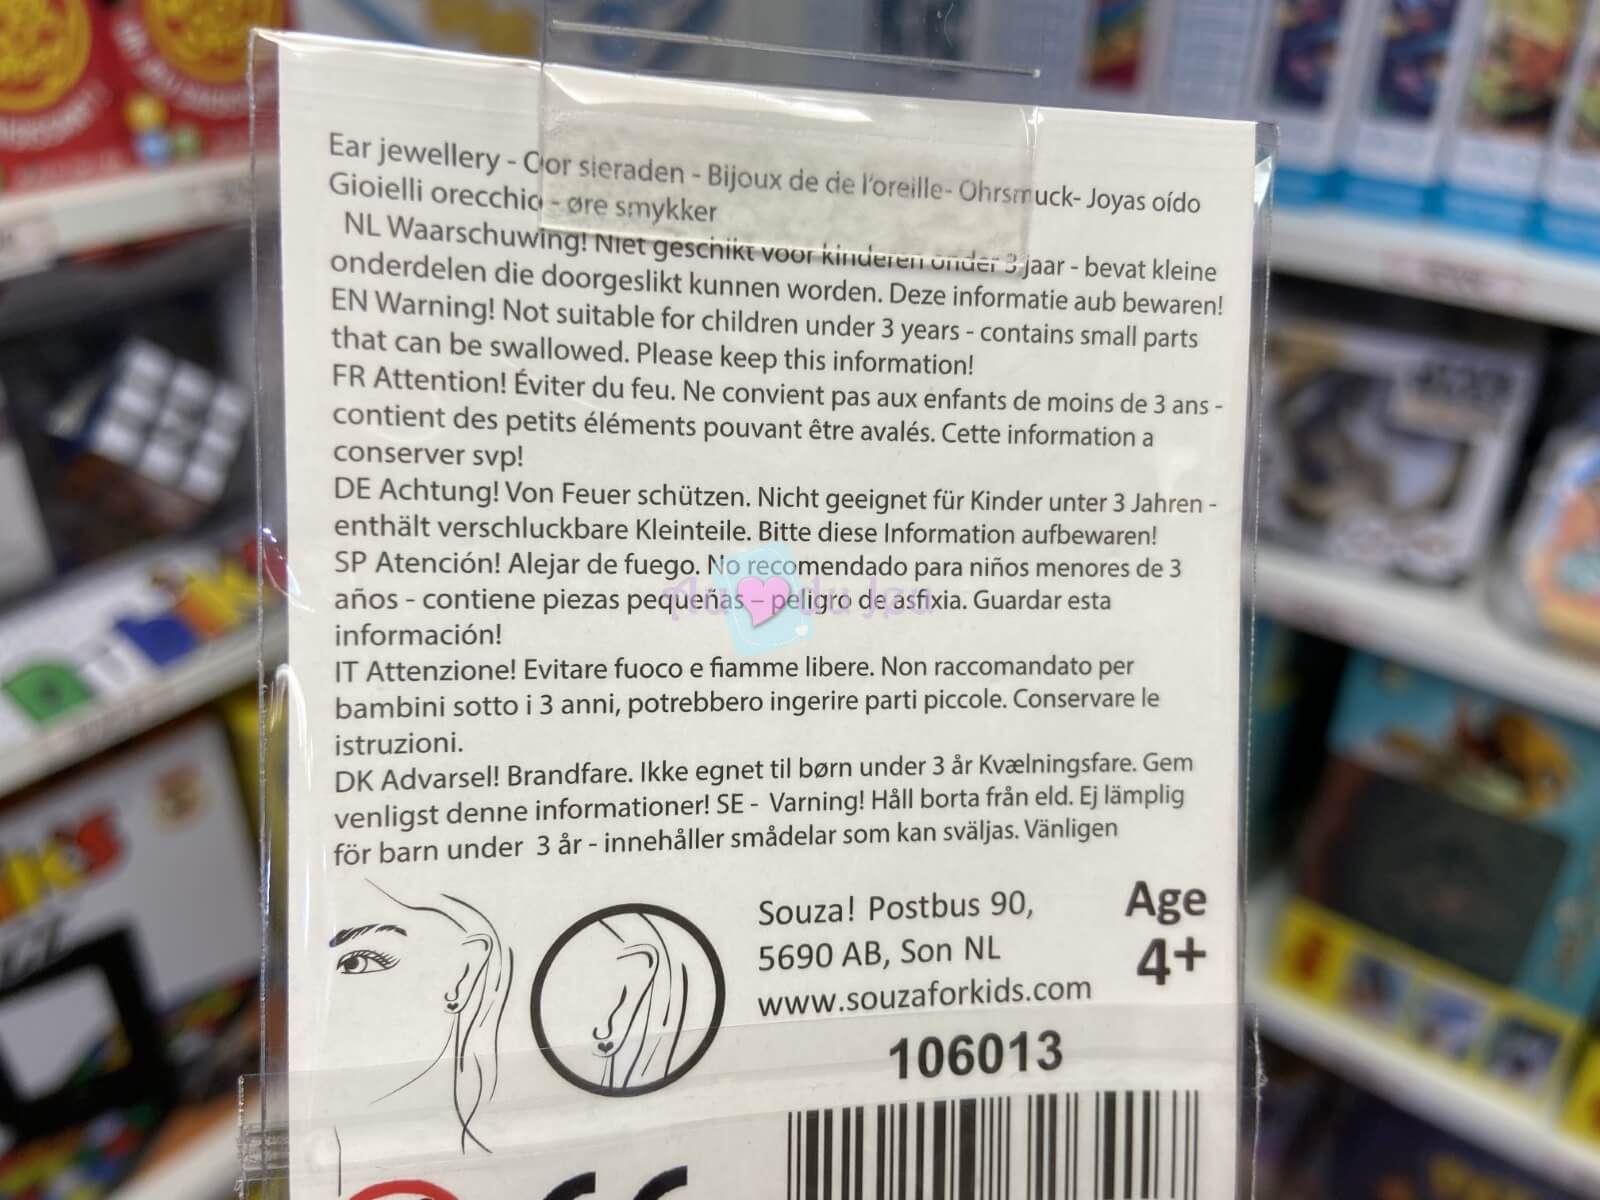 Ear jewellery - Oor sieraden - Bijoux de de l'oreille- Ohrsmuck- Joyas oído
Gioielli orecchio - øre smykker
NL Waarschuwing! Niet geschikt voor kinderen onder 3 jaar - bevat kleine
onderdelen die doorgeslikt kunnen worden. Deze informatie aub bewaren!
EN Warning! Not suitable for children under 3 years - contains small parts
that can be swallowed. Please keep this information!
FR Attention! Éviter du feu. Ne convient pas aux enfants de moins de 3 ans -
contient des petits éléments pouvant être avalés. Cette information a
conserver svp!
DE Achtung! Von Feuer schützen. Nicht geeignet für Kinder unter 3 Jahren -
enthält verschluckbare Kleinteile. Bitte diese Information aufbewaren!
SP Atención! Alejar de fuego. No recomendado para niños menores de 3
años - contiene piezas pequeñas – peligro de asfixia. Guardar esta
información!
IT Attenzione! Evitare fuoco e fiamme libere. Non raccomandato per
bambini sotto i 3 anni, potrebbero ingerire parti piccole. Conservare le
istruzioni.
DK Advarsel! Brandfare. Ikke egnet til børn under 3 år Kvælningsfare. Gem
venligst denne informationer! SE - Varning! Håll borta från eld. Ej lämplig
för barn under 3 år - innehåller smådelar som kan sväljas. Vänligen
Souza! Postbus 90,
5690 AB, Son NL
www.souzaforkids.com
Age
4+
106013